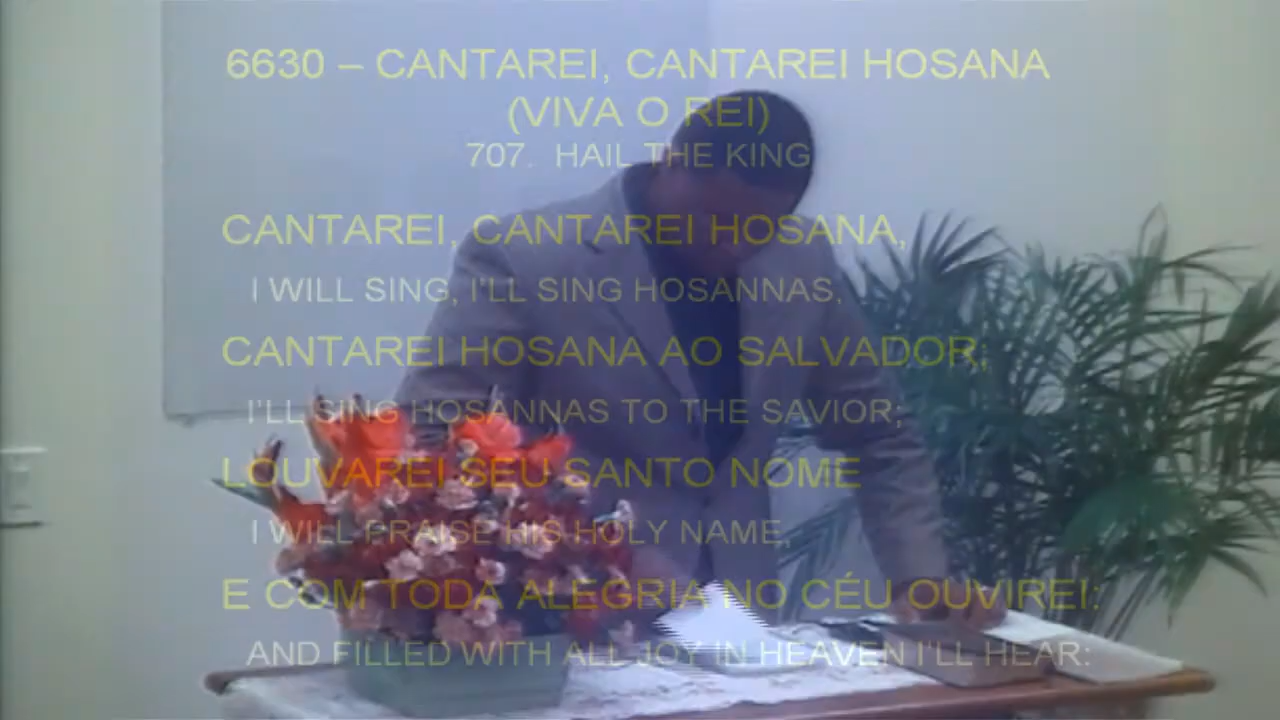 6630 – CANTAREI, CANTAREI HOSANA
(VIVA O REI)
707. HAIL THE KING
CANTAREI, CANTAREI HOSANA,
I WILL SING, I'LL SING HOSANNAS,
CANTAREI HOSANA AO SALVADOR;
I'LL SING HOSANNAS TO THE SAVIOR;
LOUVAREI SEU SANTO NOME
I WILL PRAISE HIS HOLY NAME,
E COM TODA ALEGRIA NO CÉU OUVIREI:
AND FILLED WITH ALL JOY IN HEAVEN I'LL HEAR: